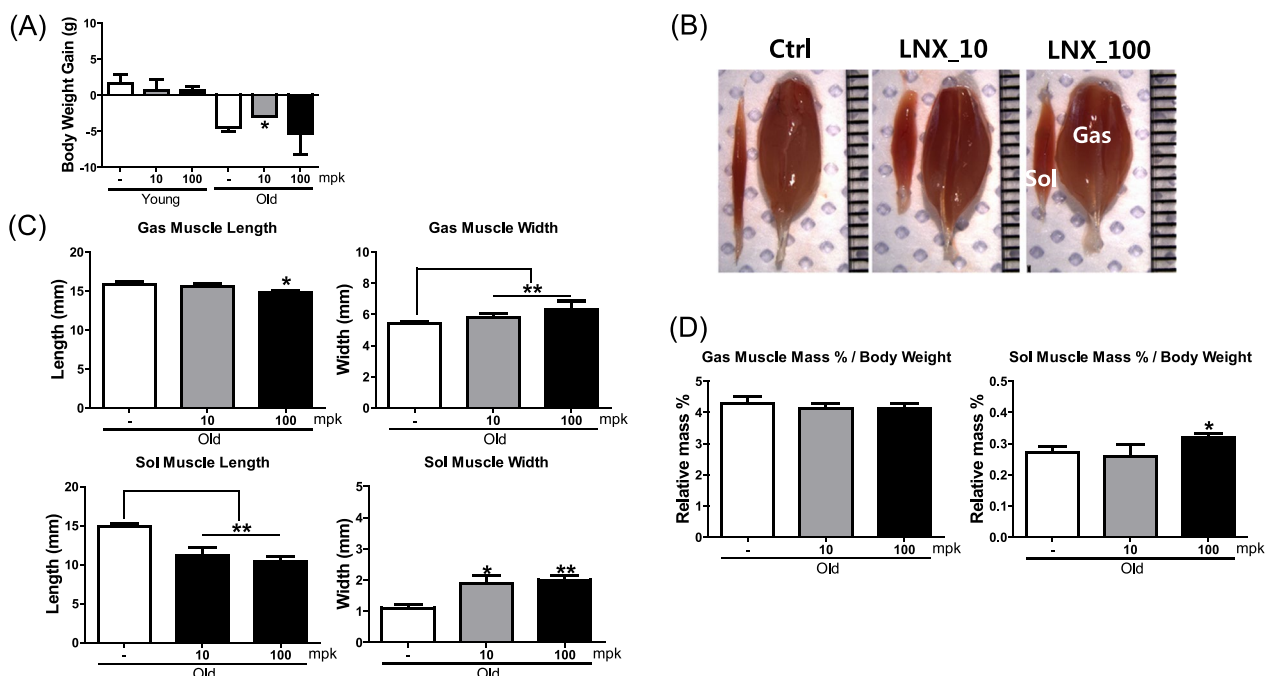 (A)
Body Weight Gain (g)
10
5
0
-5
-10
*
- 10 100 - 10 100 mpk
Young Old
(B)
Ctrl LNX_10 LNX_100
Gas
Sol
(C)
Gas Muscle Length
Length (mm)
20
15
10
5
0
*
- 10 100 mpk
Old
Gas Muscle Width
Width (mm)
10
8
6
4
2
0
**
- 10 100 mpk
Old
Sol Muscle Length
Length (mm)
20
15
10
5
0
**
- 10 100 mpk
Old
Sol Muscle Width
Width (mm)
5
4
3
2
1
0
* **
- 10 100 mpk
Old
(D)
Gas Muscle Mass % / Body Weight
Relative mass %
5
4
3
2
1
0
- 10 100 mpk
Old
Sol Muscle Mass % / Body Weight
Relative mass %
0.5
0.4
0.3
0.2
0.1
0.0
*
- 10 100 mpk
Old